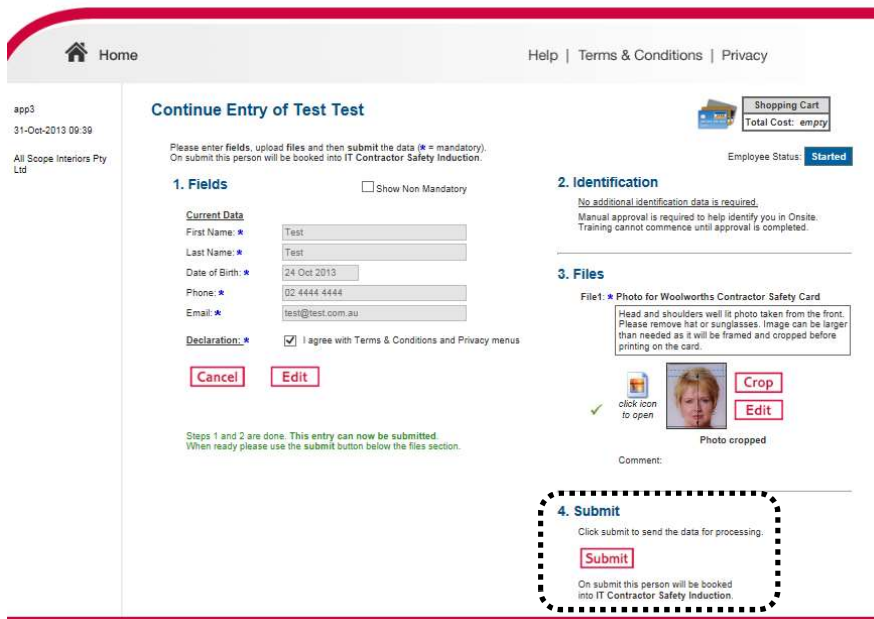 Home
Help | Terms & Conditions | Privacy
app3
31-Oct-2013 09:39
All Scope Interiors Pty
Ltd
Continue Entry of Test Test
Shopping Cart
Total Cost: empty
Please enter fields, upload files and then submit the data (* = mandatory).
On submit this person will be booked into IT Contractor Safety Induction.
Employee Status: Started
1. Fields
Show Non Mandatory
Current Data
First Name: * Test
Last Name: * Test
Date of Birth: * 24 Oct 2013
Phone: * 02 4444 4444
Email: * test@test.com.au
Declaration: * I agree with Terms & Conditions and Privacy menus
Cancel Edit
Steps 1 and 2 are done. This entry can now be submitted.
When ready please use the submit button below the files section.
2. Identification
No additional identification data is required.
Manual approval is required to help identify you in Onsite.
Training cannot commence until approval is completed.
3. Files
File1: * Photo for Woolworths Contractor Safety Card
Head and shoulders well lit photo taken from the front.
Please remove hat or sunglasses. Image can be larger
than needed as it will be framed and cropped before
printing on the card.
click icon
to open
Crop
Edit
Photo cropped
Comment:
4. Submit
Click submit to send the data for processing.
Submit
On submit this person will be booked
into IT Contractor Safety Induction.